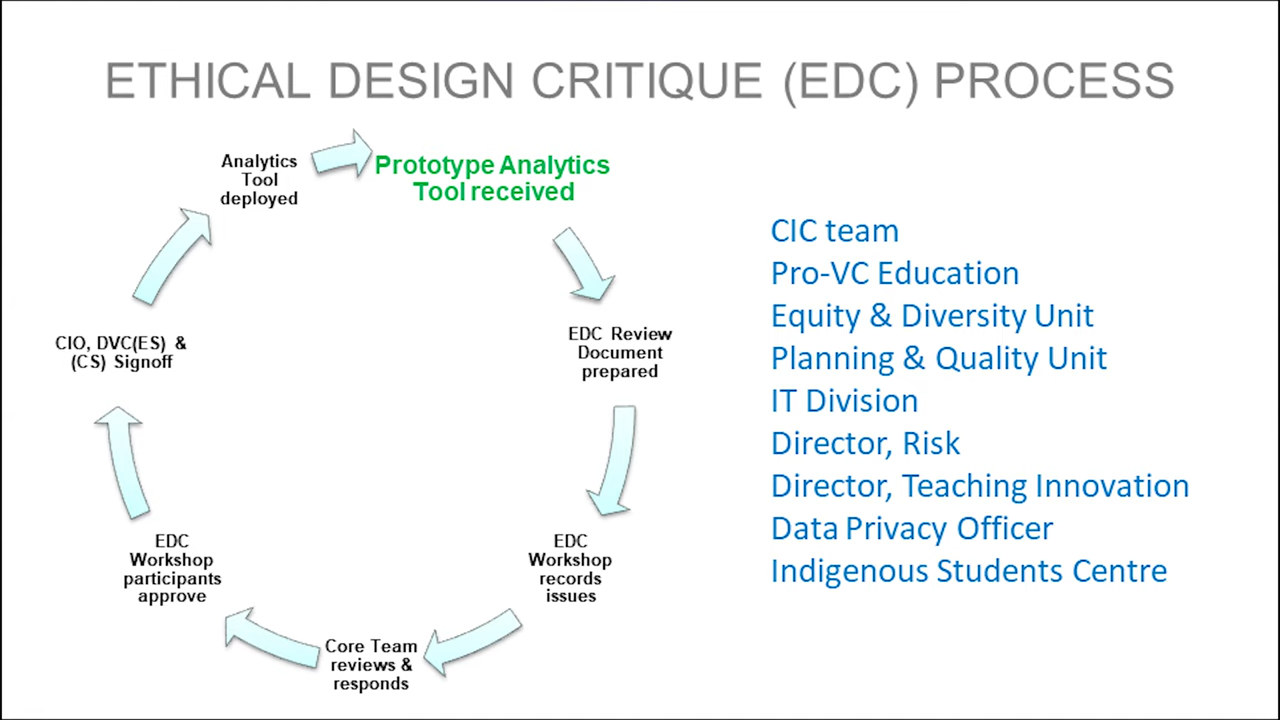 ETHICAL DESIGN CRITIQUE (EDC) PROCESS
Prototype Analytics
Tool received
EDC Review
Document
prepared
EDC
Workshop
records
issues
Core Team
reviews &
responds
EDC
Workshop
participants
approve
CIO, DVC(ES) &
(CS) Signoff
Analytics
Tool
deployed
CIC team
Pro-VC Education
Equity & Diversity Unit
Planning & Quality Unit
IT Division
Director, Risk
Director, Teaching Innovation
Data Privacy Officer
Indigenous Students Centre